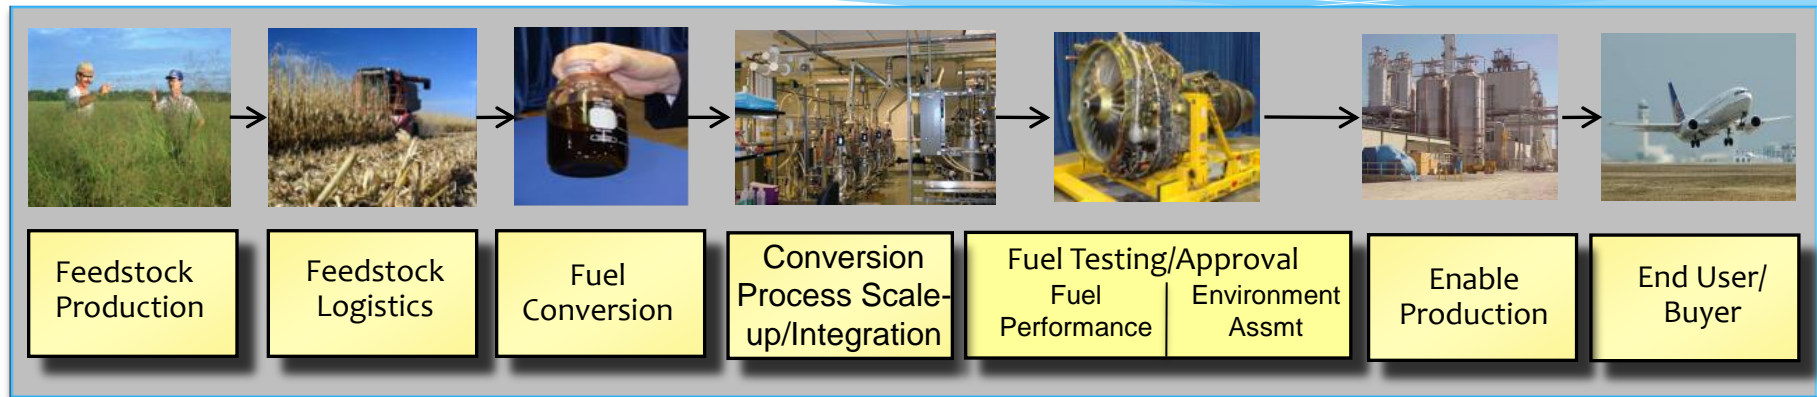 Feedstock
Production
Feedstock
Logistics
Fuel
Conversion
Conversion
Process Scale-
up/Integration
Fuel Testing/Approval
Fuel
Performance
Environment
Assmt
Enable
Production
End User/
Buyer